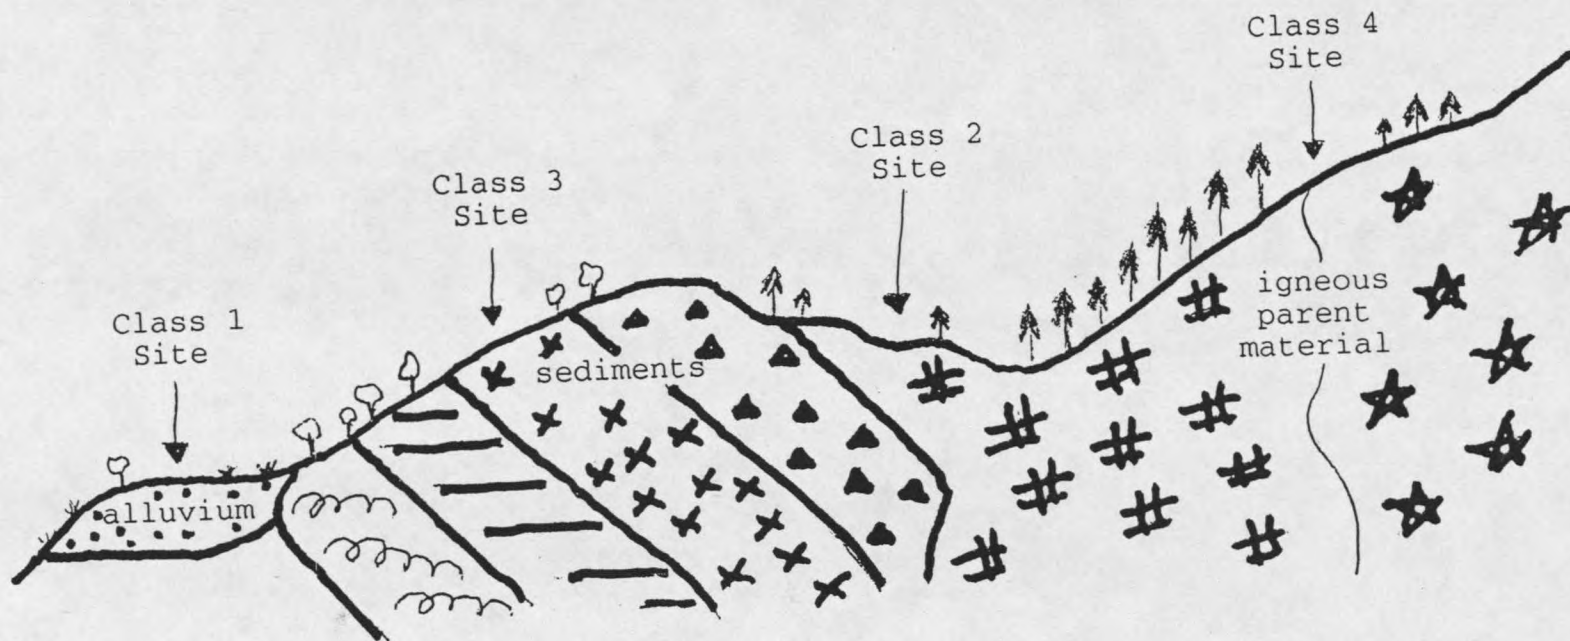 Class 4
Site
Class 2
Site
Class 3
Site
Class 1
Site
igneous
parent
material
sediments
alluvium